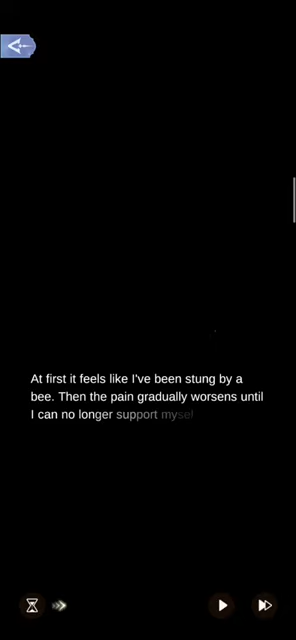 At first it feels like I've been stung by a
bee. Then the pain gradually worsens until
I can no longer support mysel